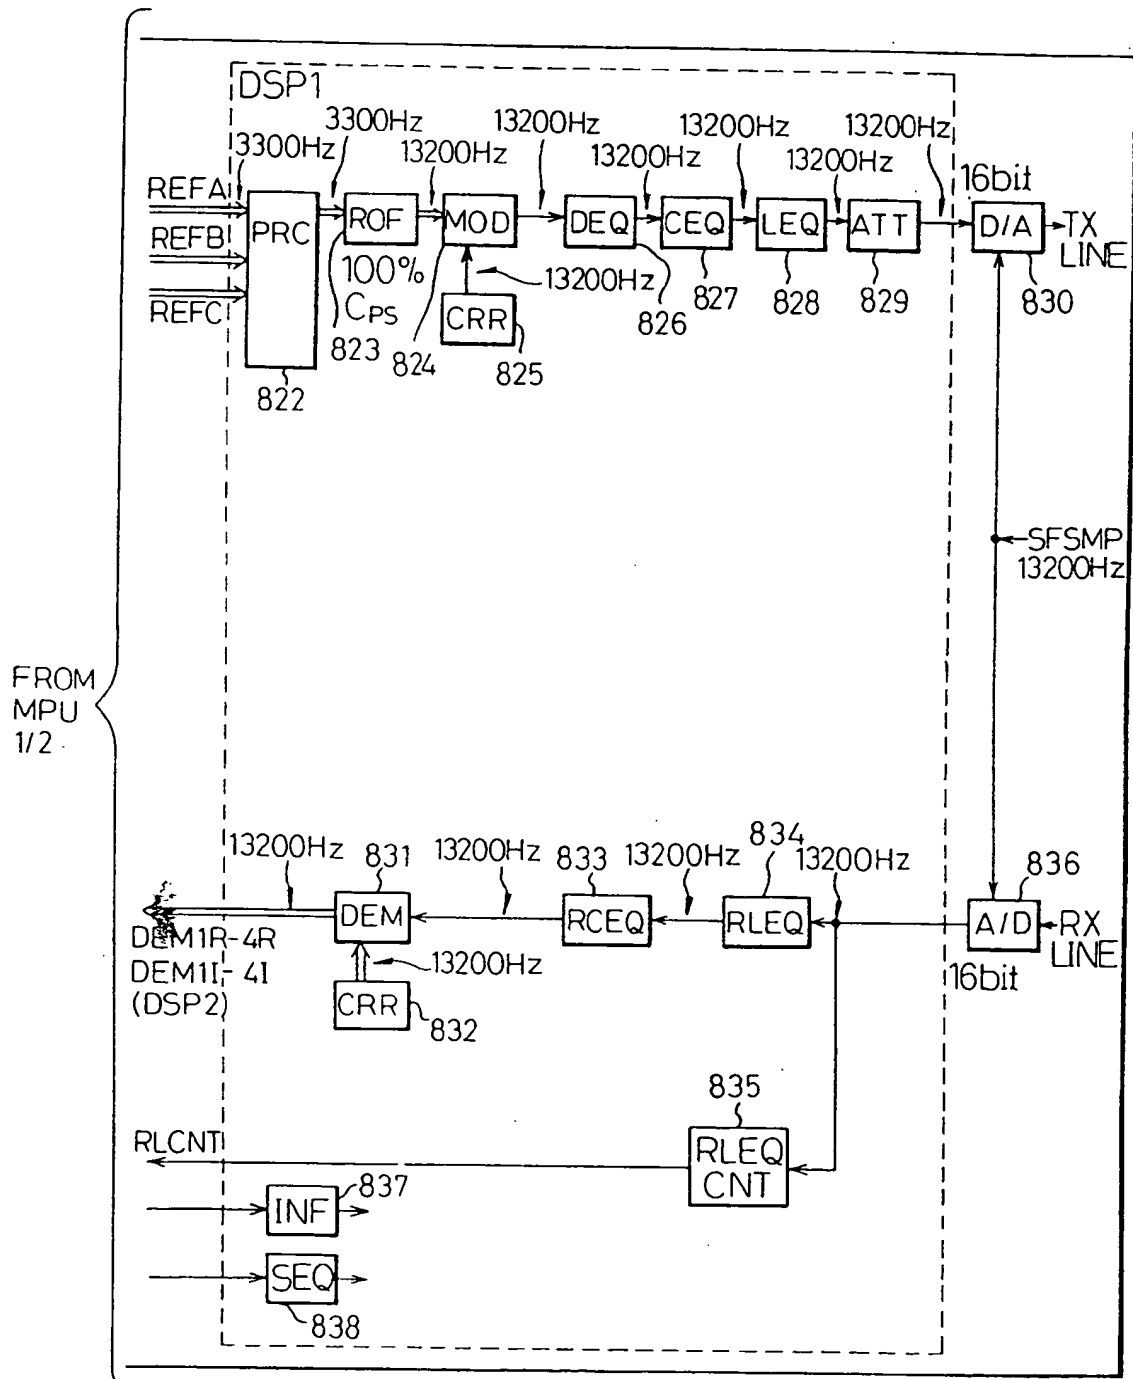 DSP1
3300Hz
3300Hz
13200Hz
13200Hz
13200Hz
13200Hz
13200Hz
13200Hz
16bit
REFA
REFB
REFC
PRC
ROF
MOD
DEQ
CEQ
LEQ
ATT
D/A
TX
LINE
100%
CPS
13200Hz
CRR
822
823
824
825
826
827
828
829
830
SFSMP
13200Hz
FROM
MPU
1/2
13200Hz
831
13200Hz
833
13200Hz
834
13200Hz
836
DEM
RCEQ
RLEQ
A/D
RX
LINE
16bit
DEM1R-4R
DEM1I-4I
(DSP2)
13200Hz
CRR
832
835
RLCNT
RLEQ
CNT
837
INF
SEQ
838